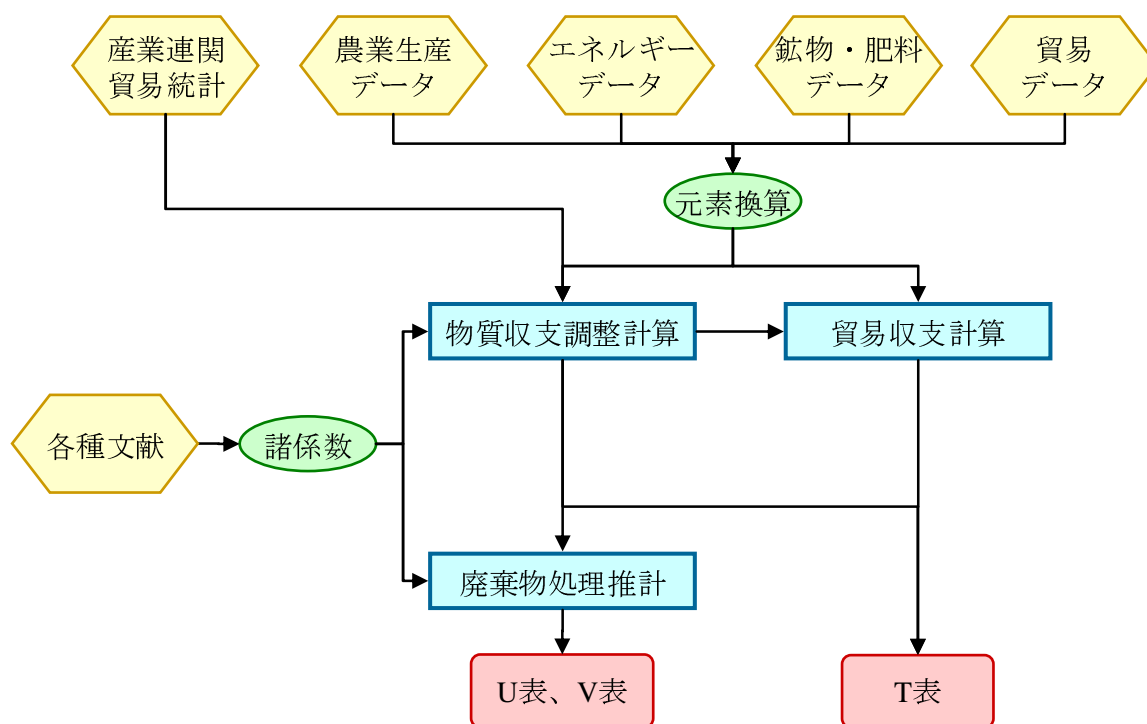 産業連関
貿易統計
農業生産
データ
エネルギー
データ
鉱物・肥料
データ
貿易
データ
元素換算
物質収支調整計算
貿易収支計算
各種文献
諸係数
廃棄物処理推計
U表、V表
T表